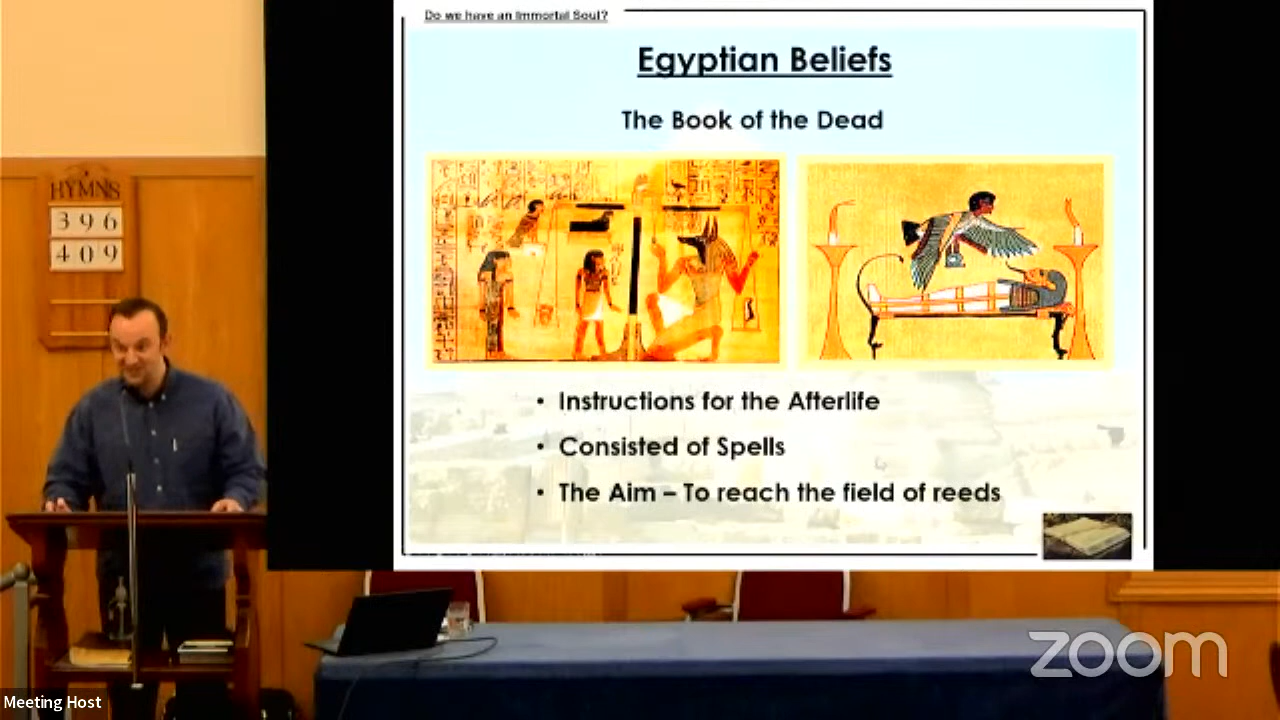 Do we have an Immortal Soul?
Egyptian Beliefs
The Book of the Dead
• Instructions for the Afterlife
• Consisted of Spells
• The Aim – To reach the field of reeds
HYMNS
396
409
zoom
Meeting Host